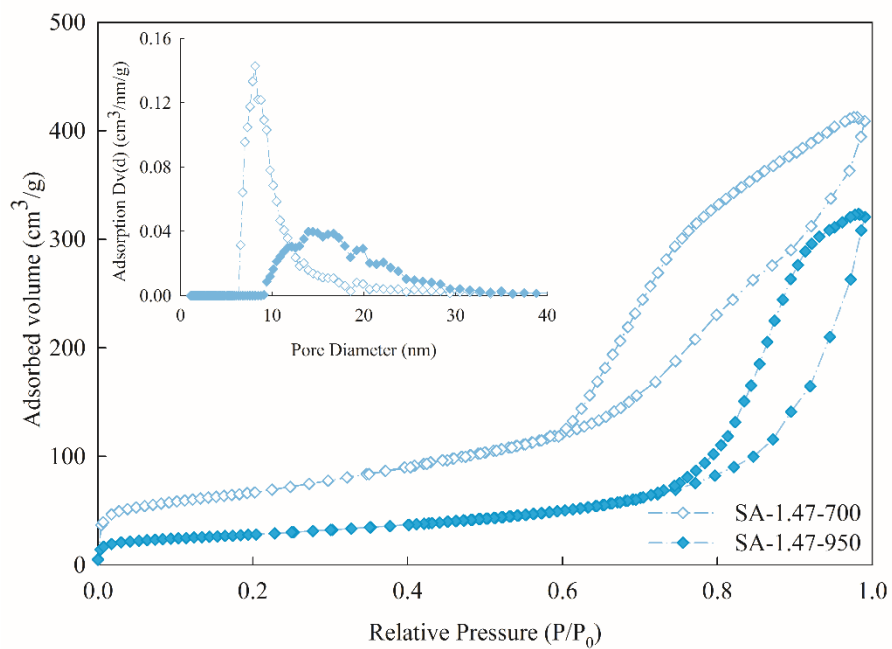 500
400
300
200
100
0
Adsorbed volume (cm³/g)
0.16
0.12
0.08
0.04
0.00
Adsorption Dv(d) (cm³/nm/g)
0 10 20 30 40
Pore Diameter (nm)
SA-1.47-700
SA-1.47-950
0.0 0.2 0.4 0.6 0.8 1.0
Relative Pressure (P/P₀)